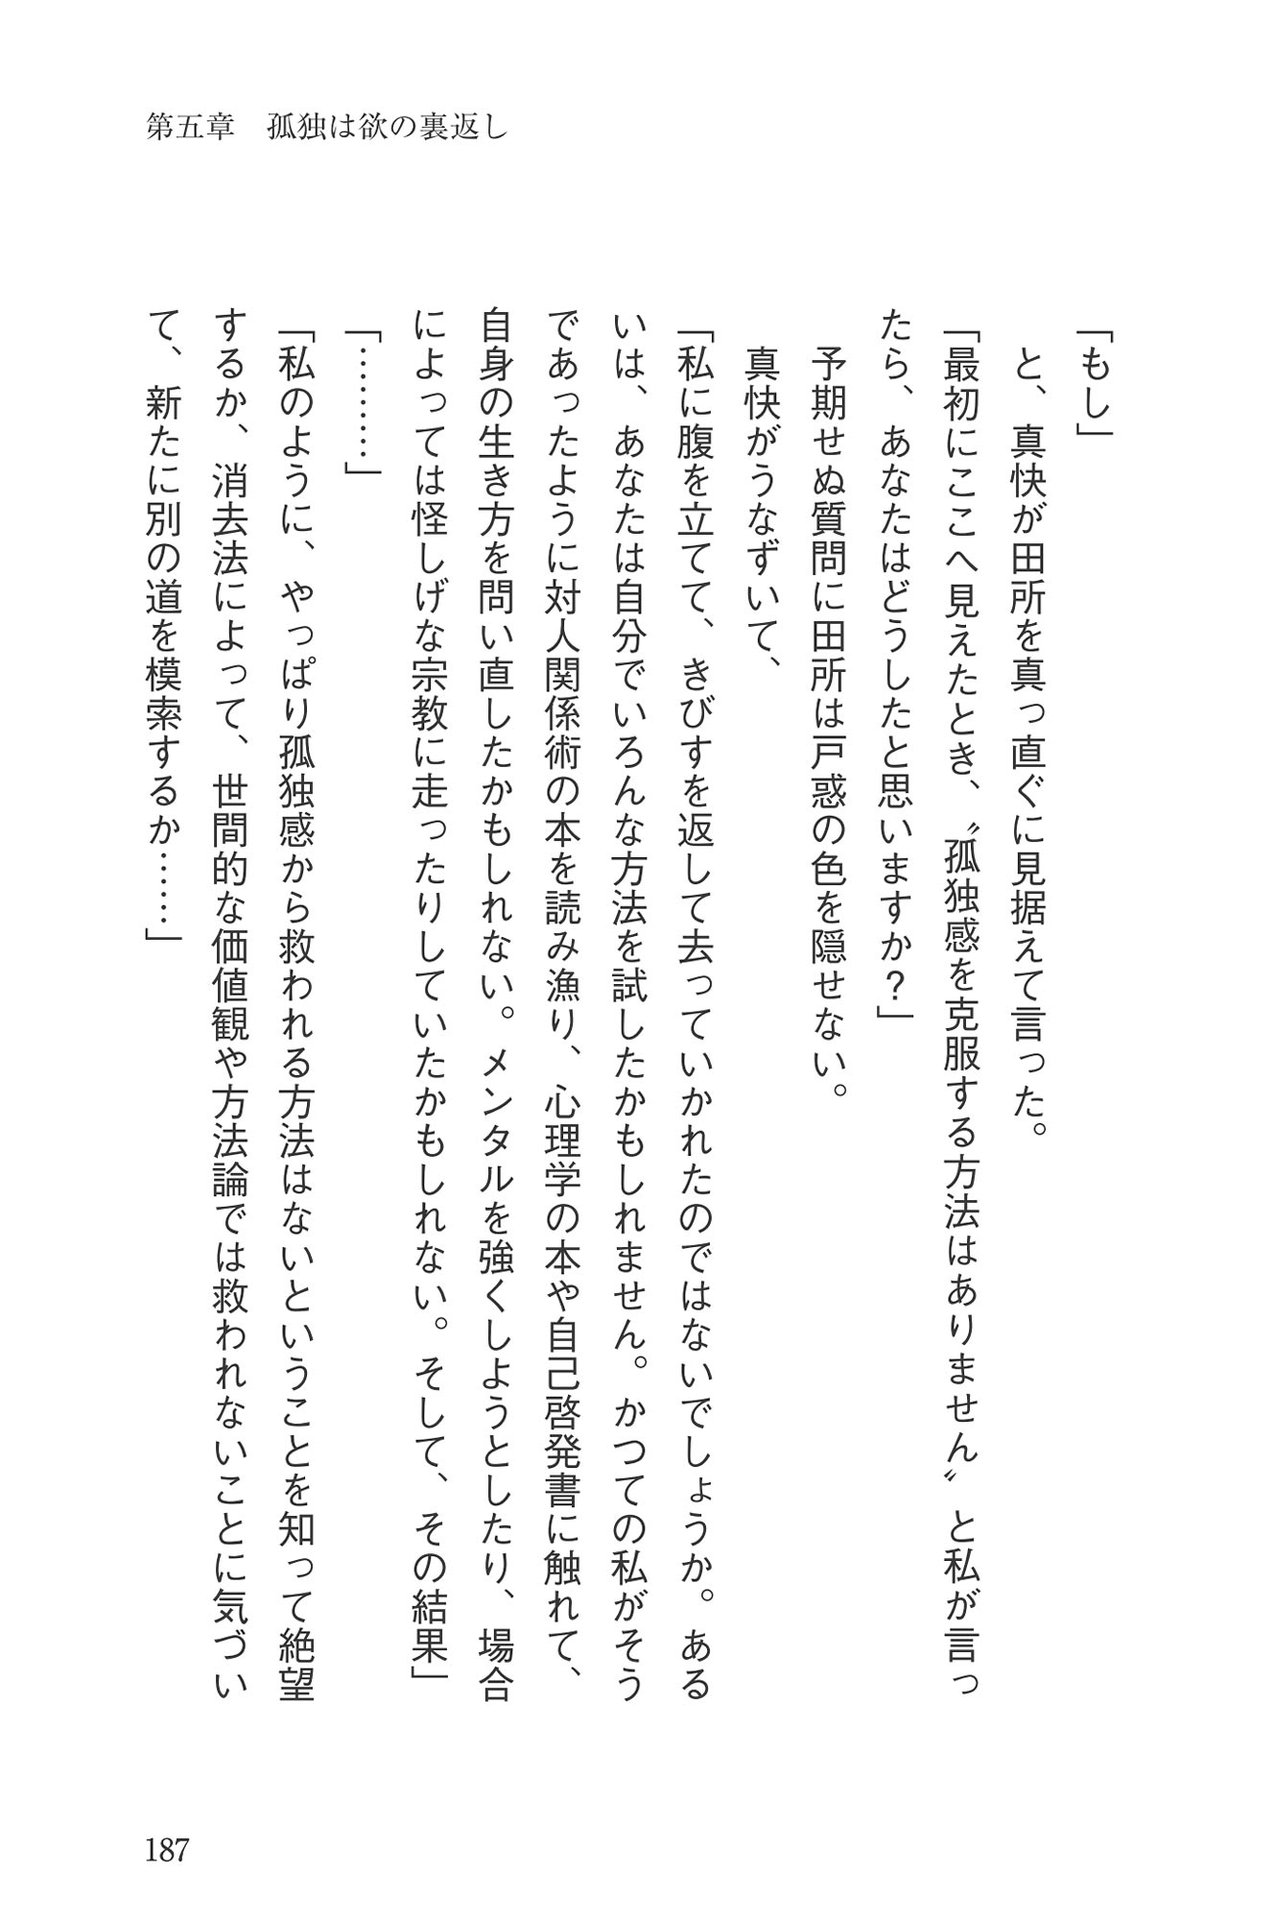 第五章　孤独は欲の裏返し
「もし」
　と、真快が田所を真っ直ぐに見据えて言った。
「最初にここへ見えたとき、〝孤独感を克服する方法はありません〟と私が言っ
たら、あなたはどうしたと思いますか？」
　予期せぬ質問に田所は戸惑の色を隠せない。
　真快がうなずいて、
「私に腹を立てて、きびすを返して去っていかれたのではないでしょうか。ある
いは、あなたは自分でいろんな方法を試したかもしれません。かつての私がそう
であったように対人関係術の本を読み漁り、心理学の本や自己啓発書に触れて、
自身の生き方を問い直したかもしれない。メンタルを強くしようとしたり、場合
によっては怪しげな宗教に走ったりしていたかもしれない。そして、その結果」
「…………」
「私のように、やっぱり孤独感から救われる方法はないということを知って絶望
するか、消去法によって、世間的な価値観や方法論では救われないことに気づい
て、新たに別の道を模索するか……」
187